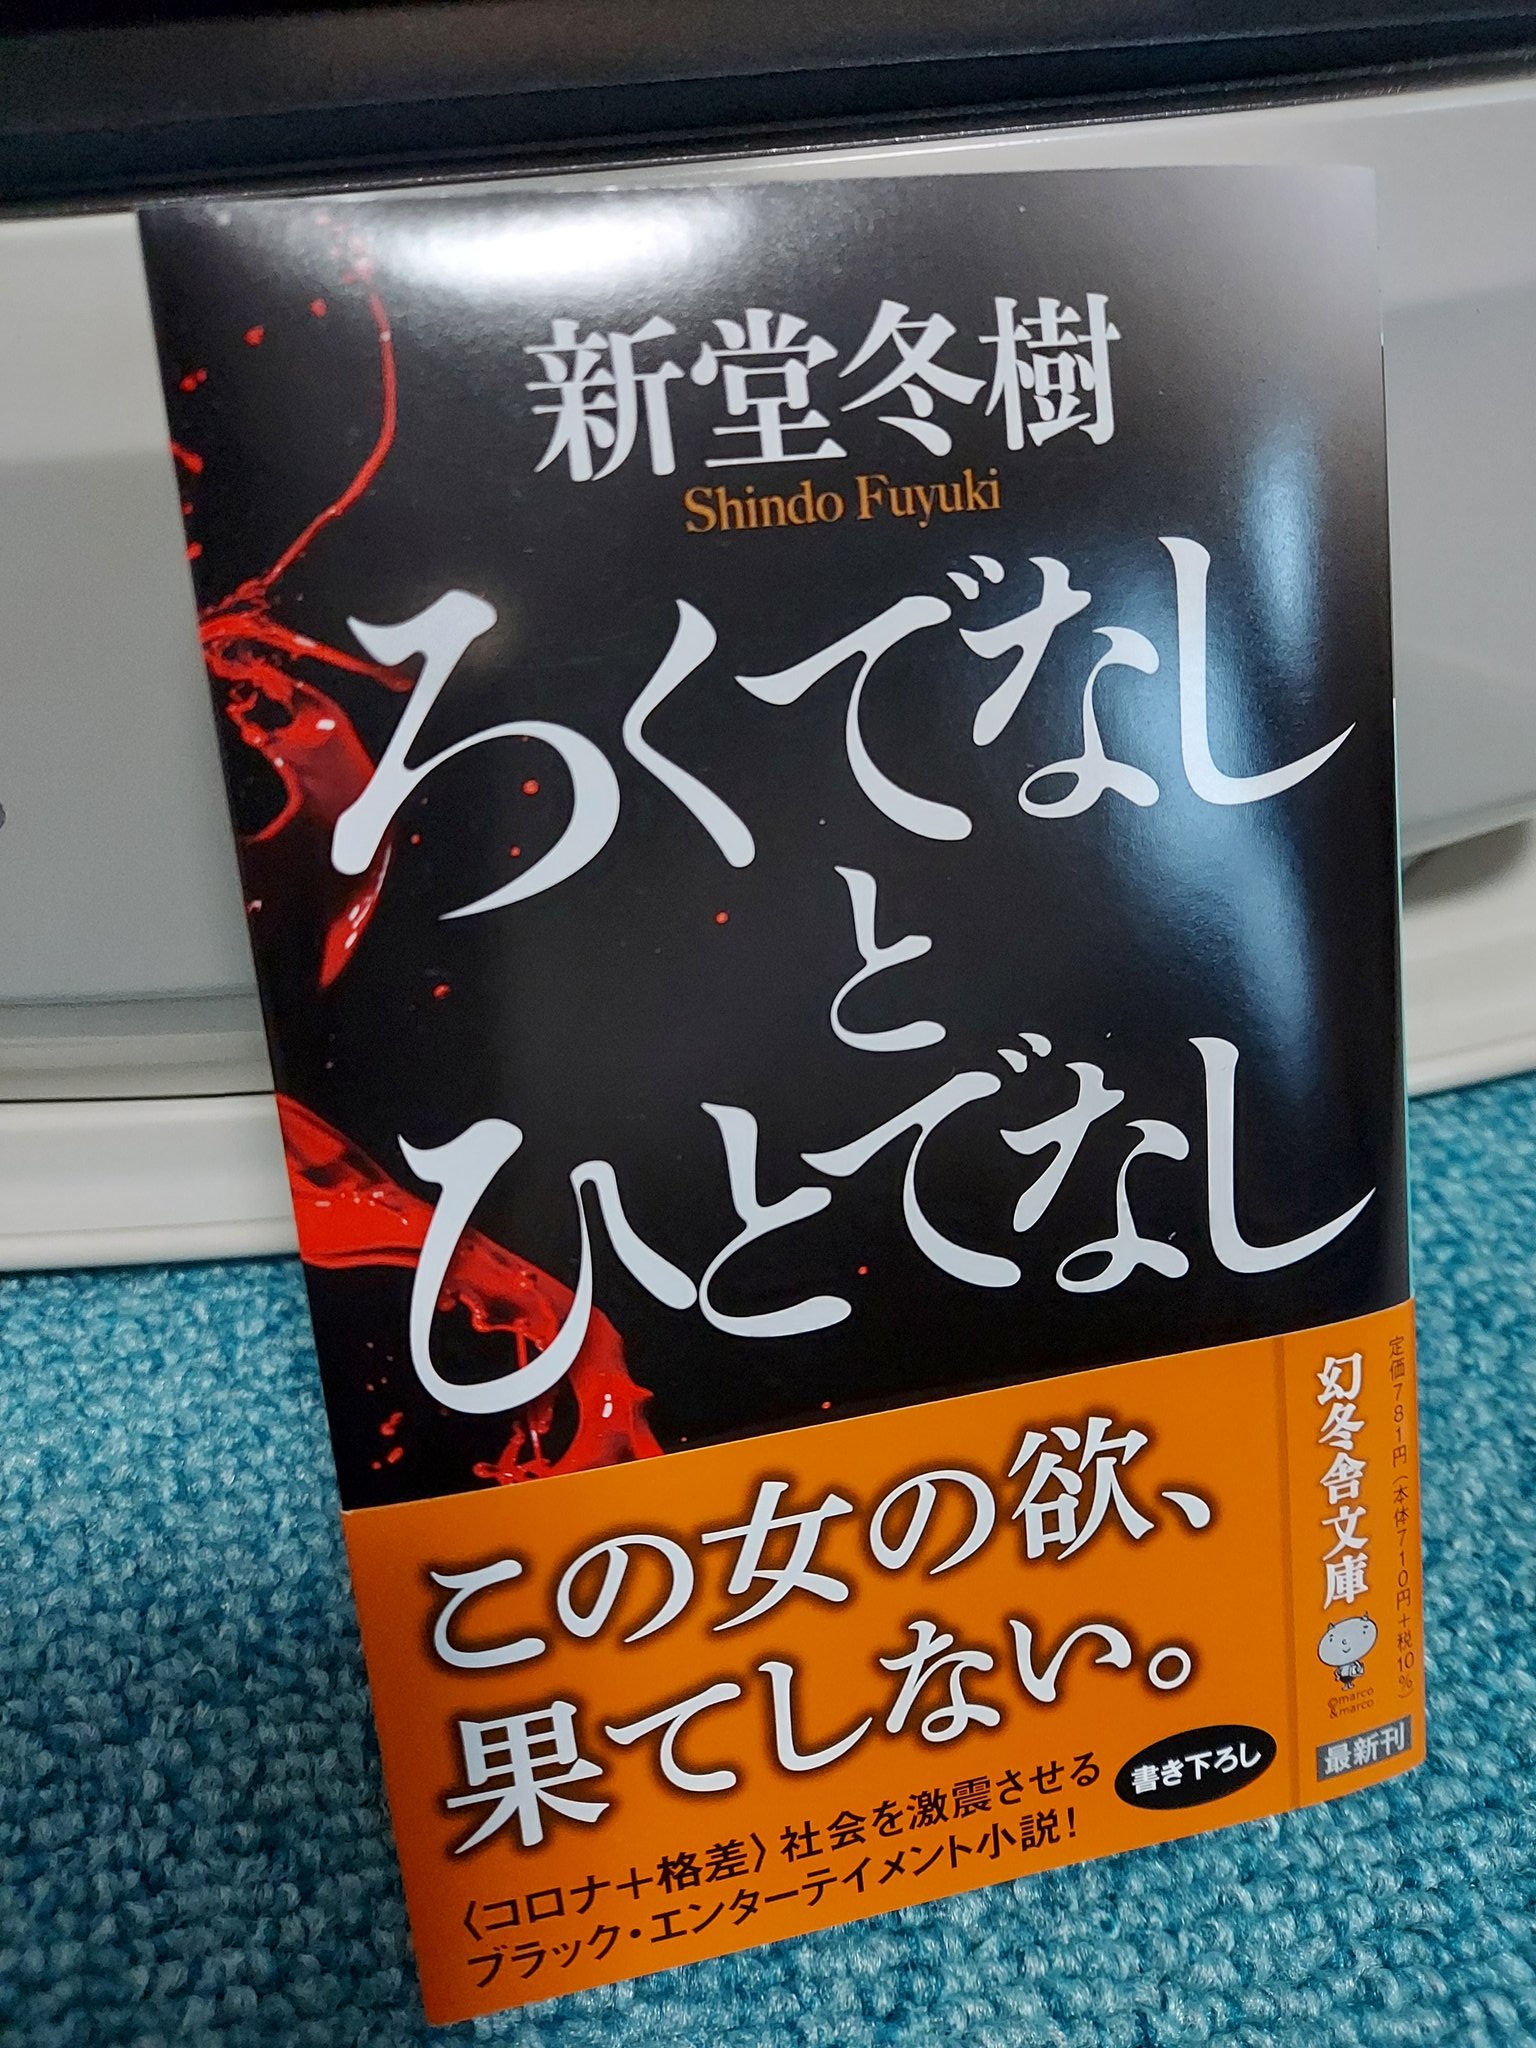 新堂冬樹
Shindo Fuyuki
ろくでなし
と
ひとでなし
この女の欲、
果てしない。
〈コロナ＋格差〉社会を激震させる
ブラック・エンターテイメント小説！
書き下ろし
幻冬舎文庫
©marco
&marco
最新刊
定価781円（本体710円＋税10％）